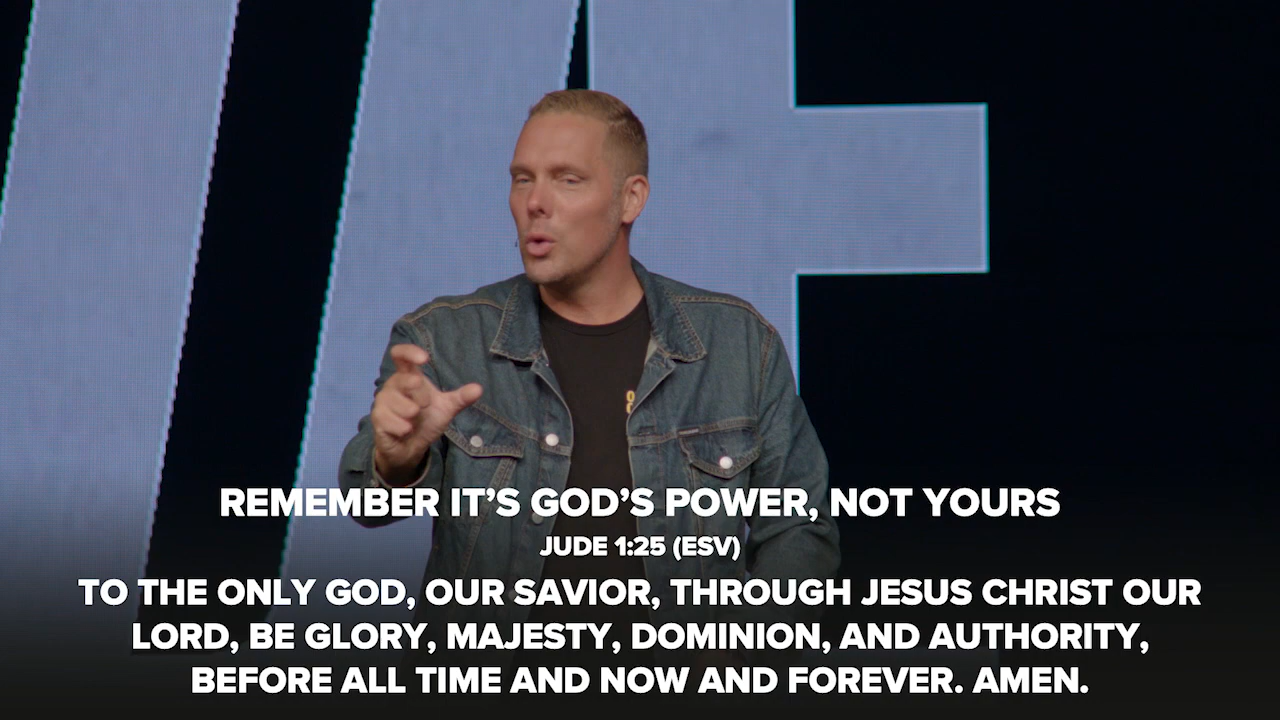 REMEMBER IT’S GOD’S POWER, NOT YOURS
JUDE 1:25 (ESV)
TO THE ONLY GOD, OUR SAVIOR, THROUGH JESUS CHRIST OUR
LORD, BE GLORY, MAJESTY, DOMINION, AND AUTHORITY,
BEFORE ALL TIME AND NOW AND FOREVER. AMEN.